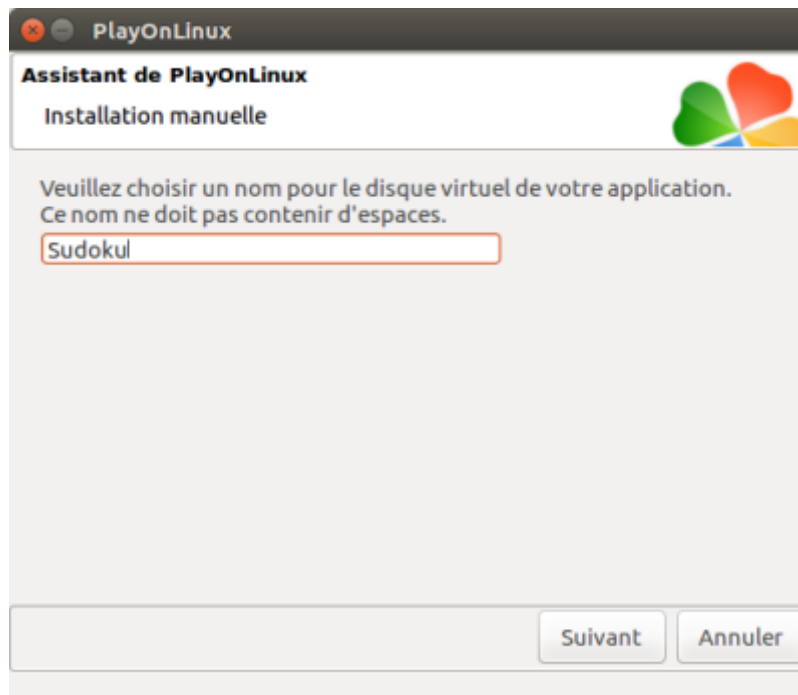 PlayOnLinux
Assistant de PlayOnLinux
Installation manuelle
Veuillez choisir un nom pour le disque virtuel de votre application.
Ce nom ne doit pas contenir d'espaces.
Sudoku
Suivant
Annuler